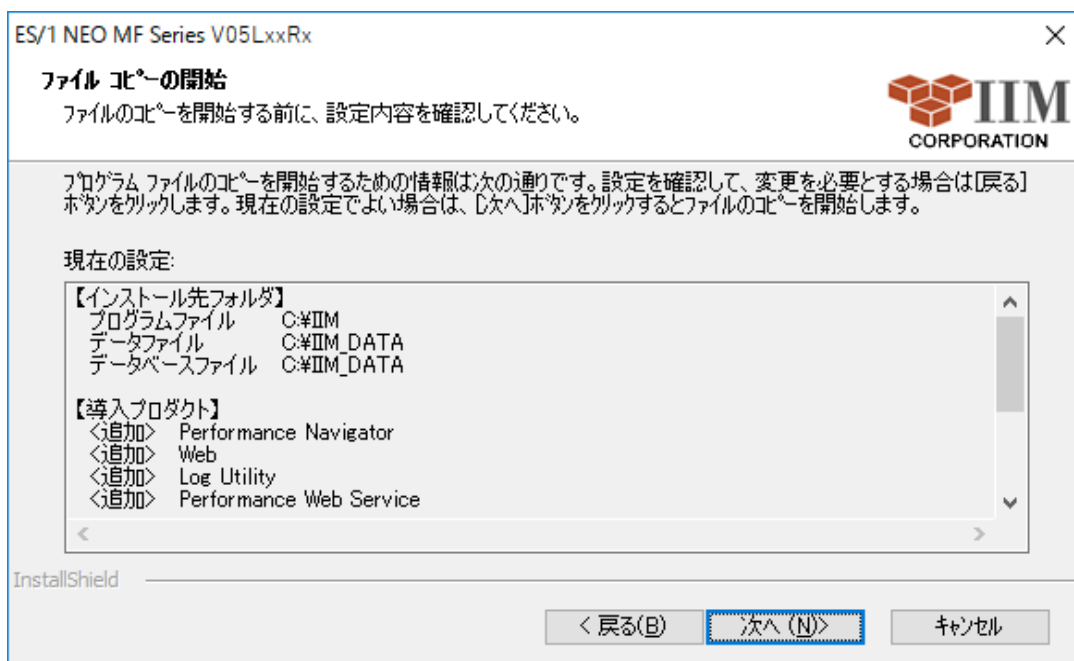 ES/1 NEO MF Series V05LxxRx
ファイル コピーの開始
ファイルのコピーを開始する前に、設定内容を確認してください。
IIM
CORPORATION
プログラム ファイルのコピーを開始するための情報は次の通りです。設定を確認して、変更を必要とする場合は[戻る]
ボタンをクリックします。現在の設定でよい場合は、[次へ]ボタンをクリックするとファイルのコピーを開始します。
現在の設定:
【インストール先フォルダ】
プログラムファイル C:¥IIM
データファイル C:¥IIM_DATA
データベースファイル C:¥IIM_DATA
【導入プロダクト】
<追加> Performance Navigator
<追加> Web
<追加> Log Utility
<追加> Performance Web Service
InstallShield
< 戻る(B) 次へ (N)> キャンセル